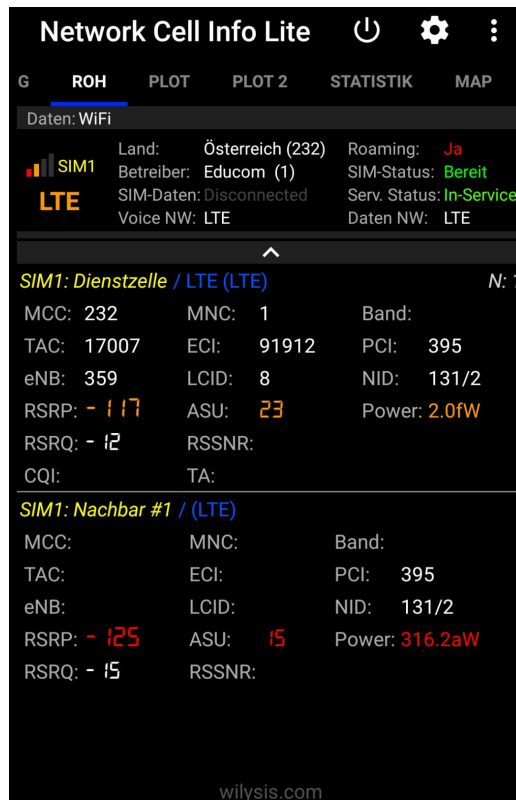 Network Cell Info Lite
G ROH PLOT PLOT 2 STATISTIK MAP
Daten: WiFi
SIM1
LTE
Land: Österreich (232) Roaming: Ja
Betreiber: Educom (1) SIM-Status: Bereit
SIM-Daten: Disconnected Serv. Status: In-Service
Voice NW: LTE Daten NW: LTE
SIM1: Dienstzelle / LTE (LTE) N: 1
MCC: 232 MNC: 1 Band:
TAC: 17007 ECI: 91912 PCI: 395
eNB: 359 LCID: 8 NID: 131/2
RSRP: -117 ASU: 23 Power: 2.0fW
RSRQ: -12 RSSNR:
CQI: TA:
SIM1: Nachbar #1 / (LTE)
MCC: MNC: Band:
TAC: ECI: PCI: 395
eNB: LCID: NID: 131/2
RSRP: -125 ASU: 15 Power: 316.2aW
RSRQ: -15 RSSNR:
wilysis.com